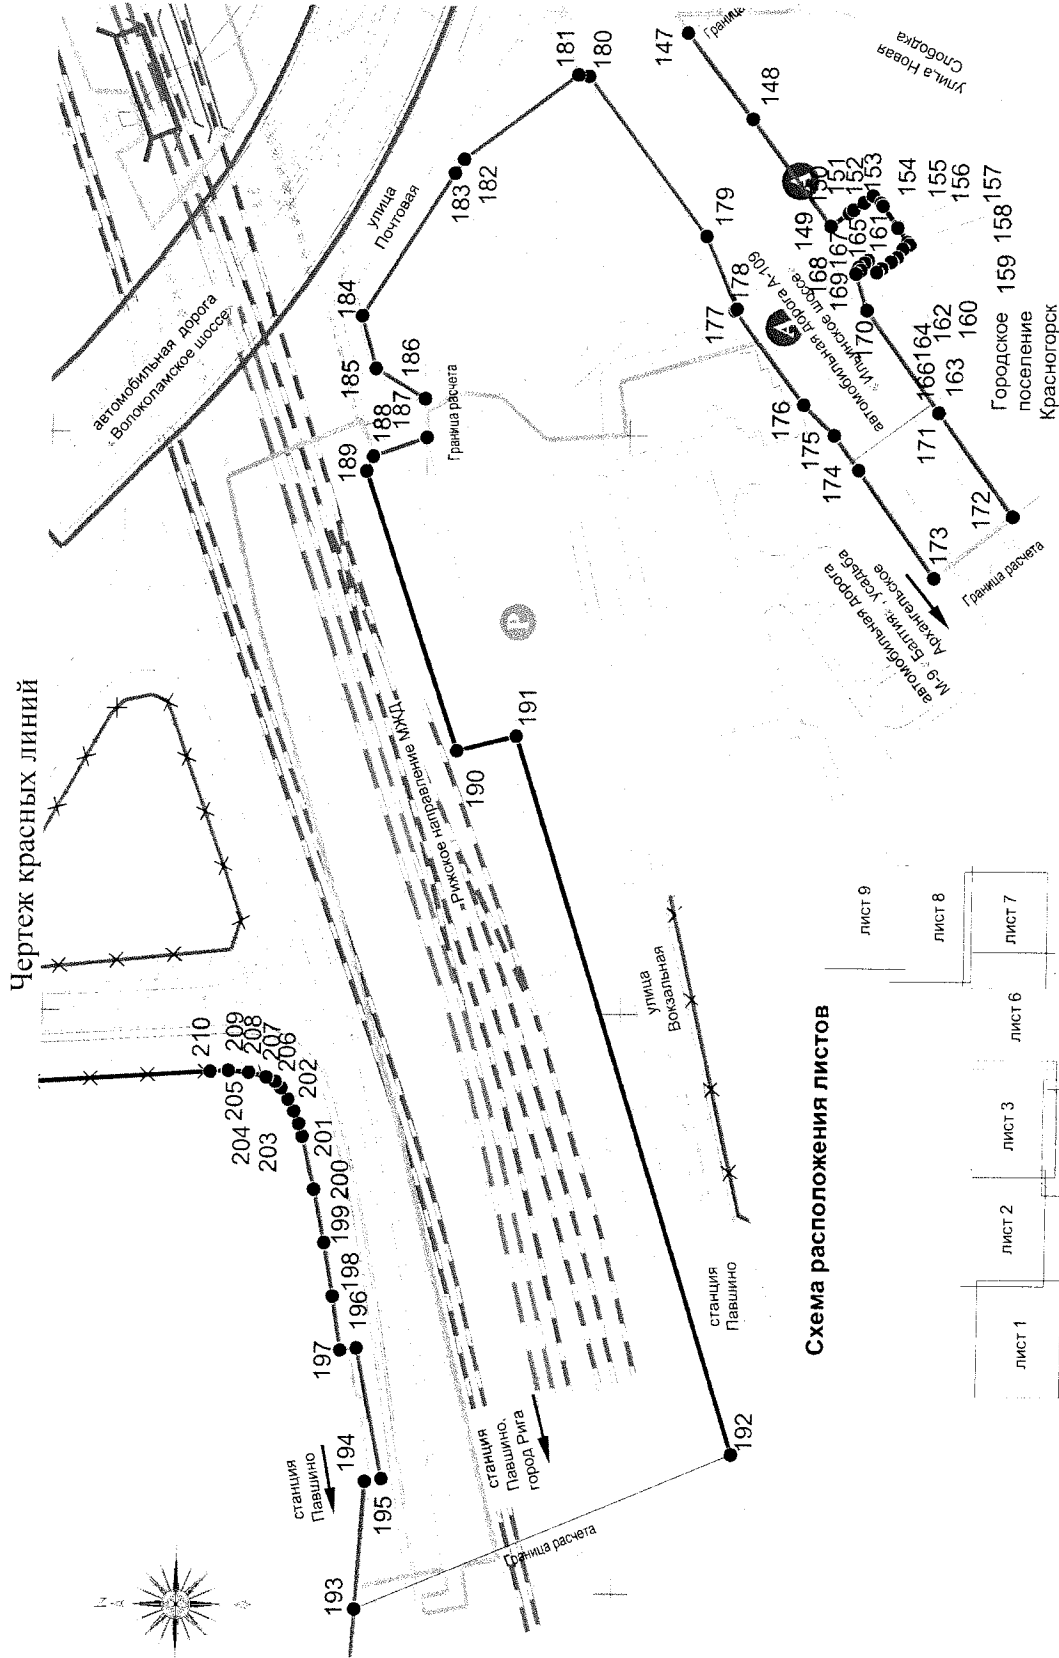 Чертеж красных линий
автомобильная дорога
Волоколамское шоссе
улица
Почтовая
181
180
147
148
улица Новая
Слободка
Граница
183
182
184
185
186
187
188
189
Граница расчета
179
178
177
176
175
174
173
172
171
170
169
168
167
165
161
149
150
151
152
153
154
155
156
157
158
159
166
164
162
163
160
автомобильная дорога А-109
Ильинское шоссе
Городское
поселение
Красногорск
автомобильная дорога
М-9 „Балтия", усадьба
Архангельское
Граница расчета
Р
190
191
Рижское направление МЖД
улица
Вокзальная
210
209
208
207
206
202
205
204
203
201
200
199
198
196
197
194
195
193
192
станция
Павшино
станция
Павшино.
город Рига
Граница расчета
станция
Павшино
Схема расположения листов
лист 9
лист 8
лист 7
лист 6
лист 3
лист 2
лист 1